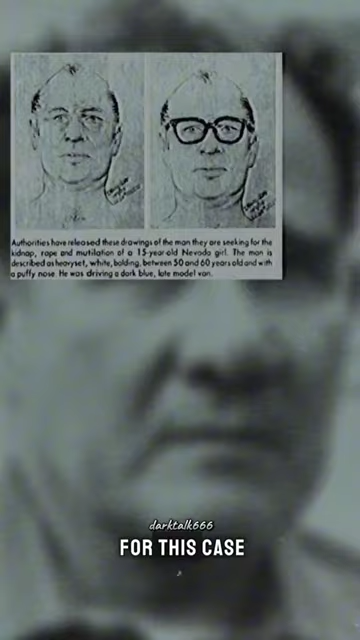 Authorities have released these drawings of the man they are seeking for the
kidnap, rape and mutilation of a 15-year-old Nevada girl. The man is
described as heavyset, white, balding, between 50 and 60 years old and with
a puffy nose. He was driving a dark blue, late model van.
darktalk666
FOR THIS CASE